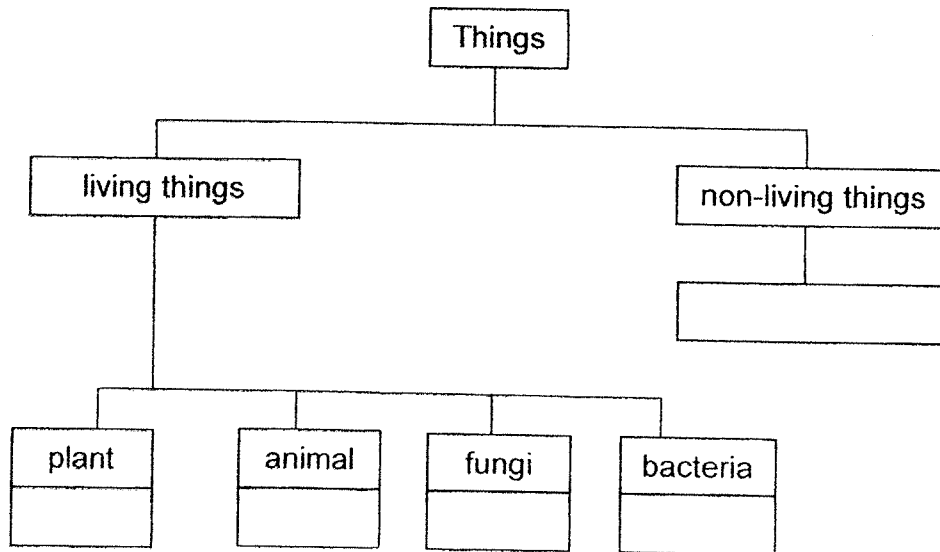 Things
living things
non-living things
plant
animal
fungi
bacteria